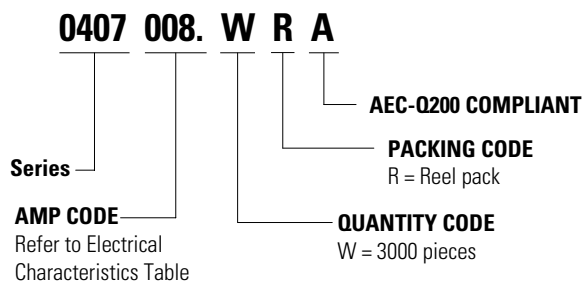 0407 008. W R A
AEC-Q200 COMPLIANT
PACKING CODE
R = Reel pack
Series
AMP CODE
Refer to Electrical
Characteristics Table
QUANTITY CODE
W = 3000 pieces